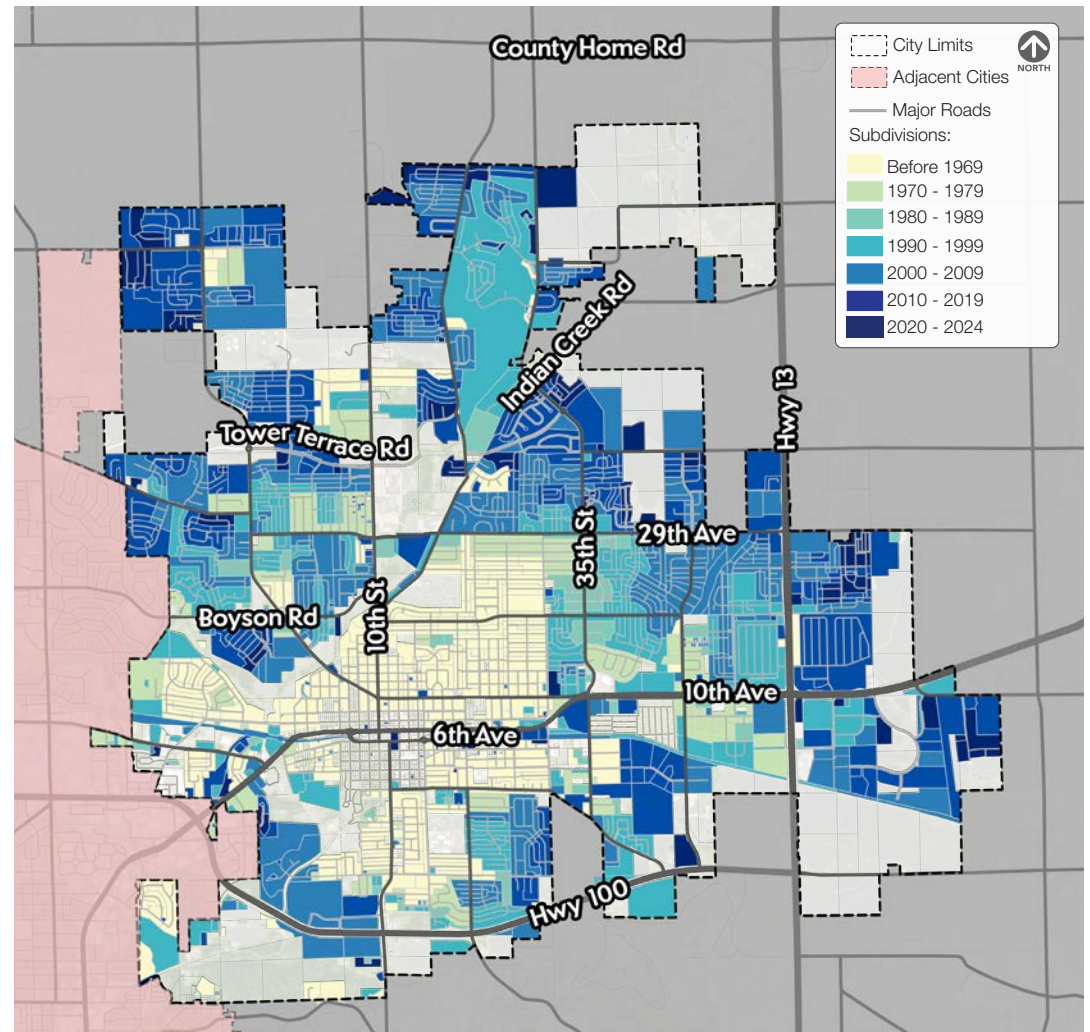 County Home Rd
City Limits
NORTH
Adjacent Cities
Major Roads
Subdivisions:
Before 1969
1970 - 1979
1980 - 1989
1990 - 1999
2000 - 2009
2010 - 2019
2020 - 2024
Indian Creek Rd
Hwy 13
Tower Terrace Rd
35th St
29th Ave
Boyson Rd
10th St
10th Ave
6th Ave
Hwy 100